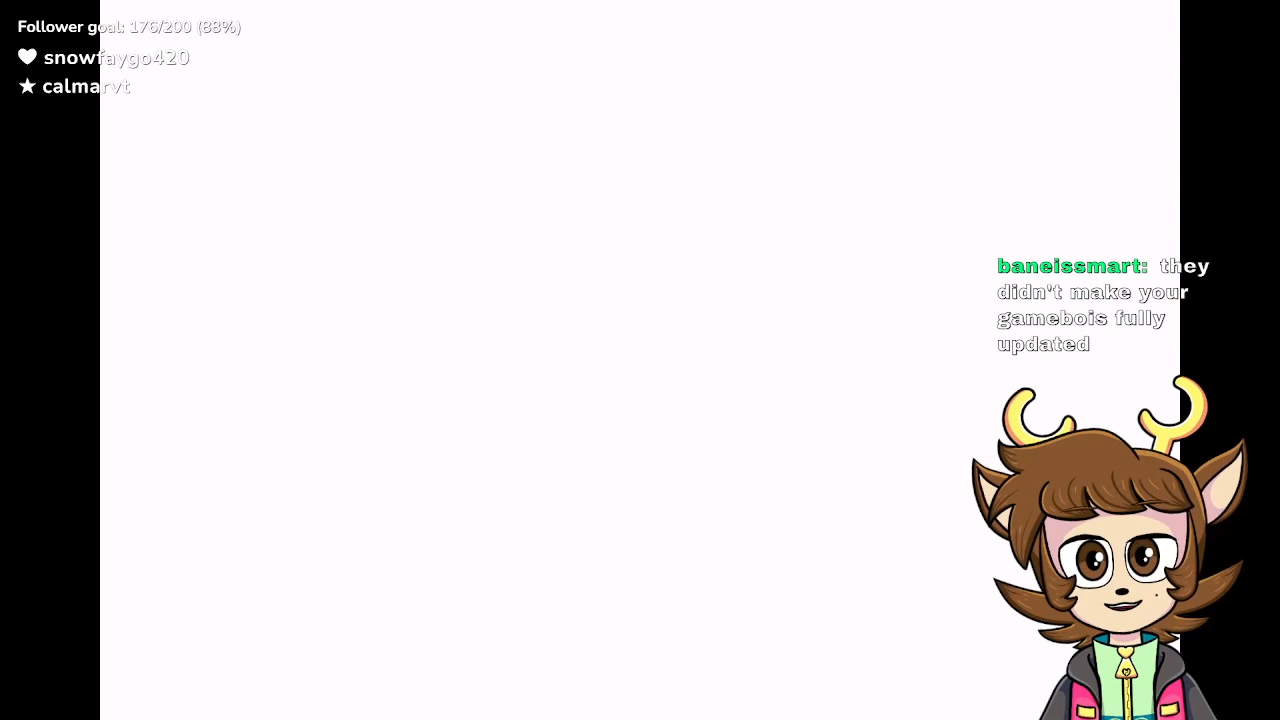 Follower goal: 176/200 (88%)
snowfaygo420
calmarvt
baneissmart: they
didn't make your
gamebois fully
updated